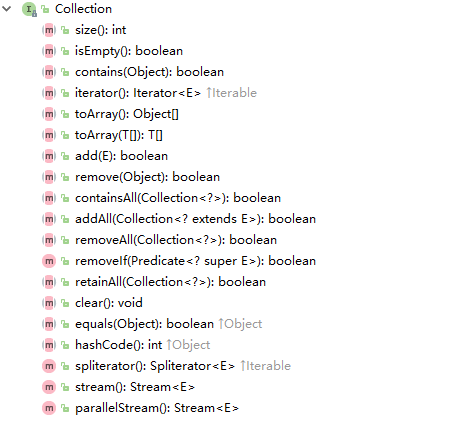 Collection
size(): int
isEmpty(): boolean
contains(Object): boolean
iterator(): Iterator<E> ↑Iterable
toArray(): Object[]
toArray(T[]): T[]
add(E): boolean
remove(Object): boolean
containsAll(Collection<?>): boolean
addAll(Collection<? extends E>): boolean
removeAll(Collection<?>): boolean
removeIf(Predicate<? super E>): boolean
retainAll(Collection<?>): boolean
clear(): void
equals(Object): boolean ↑Object
hashCode(): int ↑Object
spliterator(): Spliterator<E> ↑Iterable
stream(): Stream<E>
parallelStream(): Stream<E>